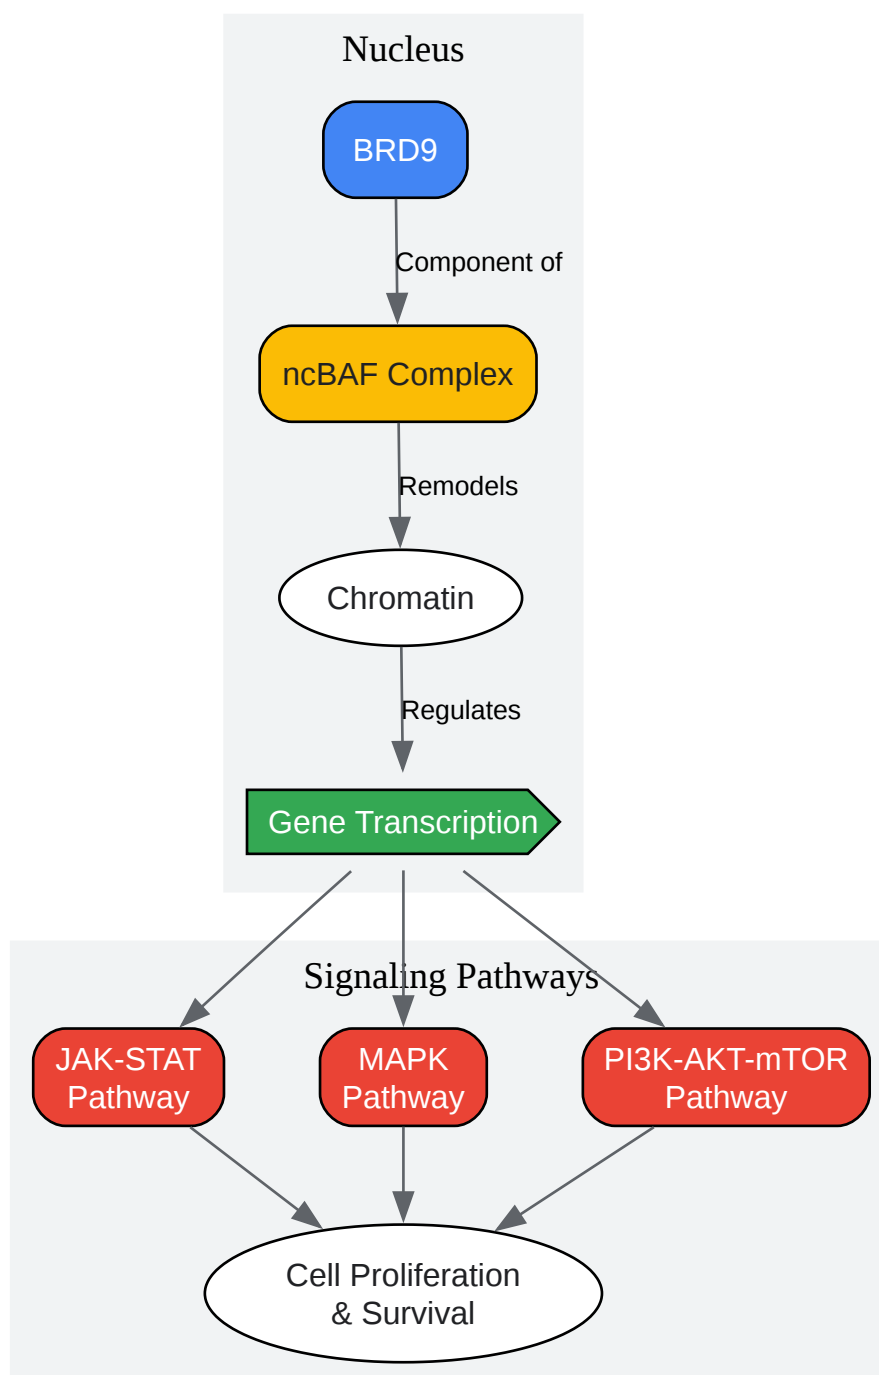 Nucleus
BRD9
Component of
ncBAF Complex
Remodels
Chromatin
Regulates
Gene Transcription
Signaling Pathways
JAK-STAT
Pathway
MAPK
Pathway
PI3K-AKT-mTOR
Pathway
Cell Proliferation
& Survival